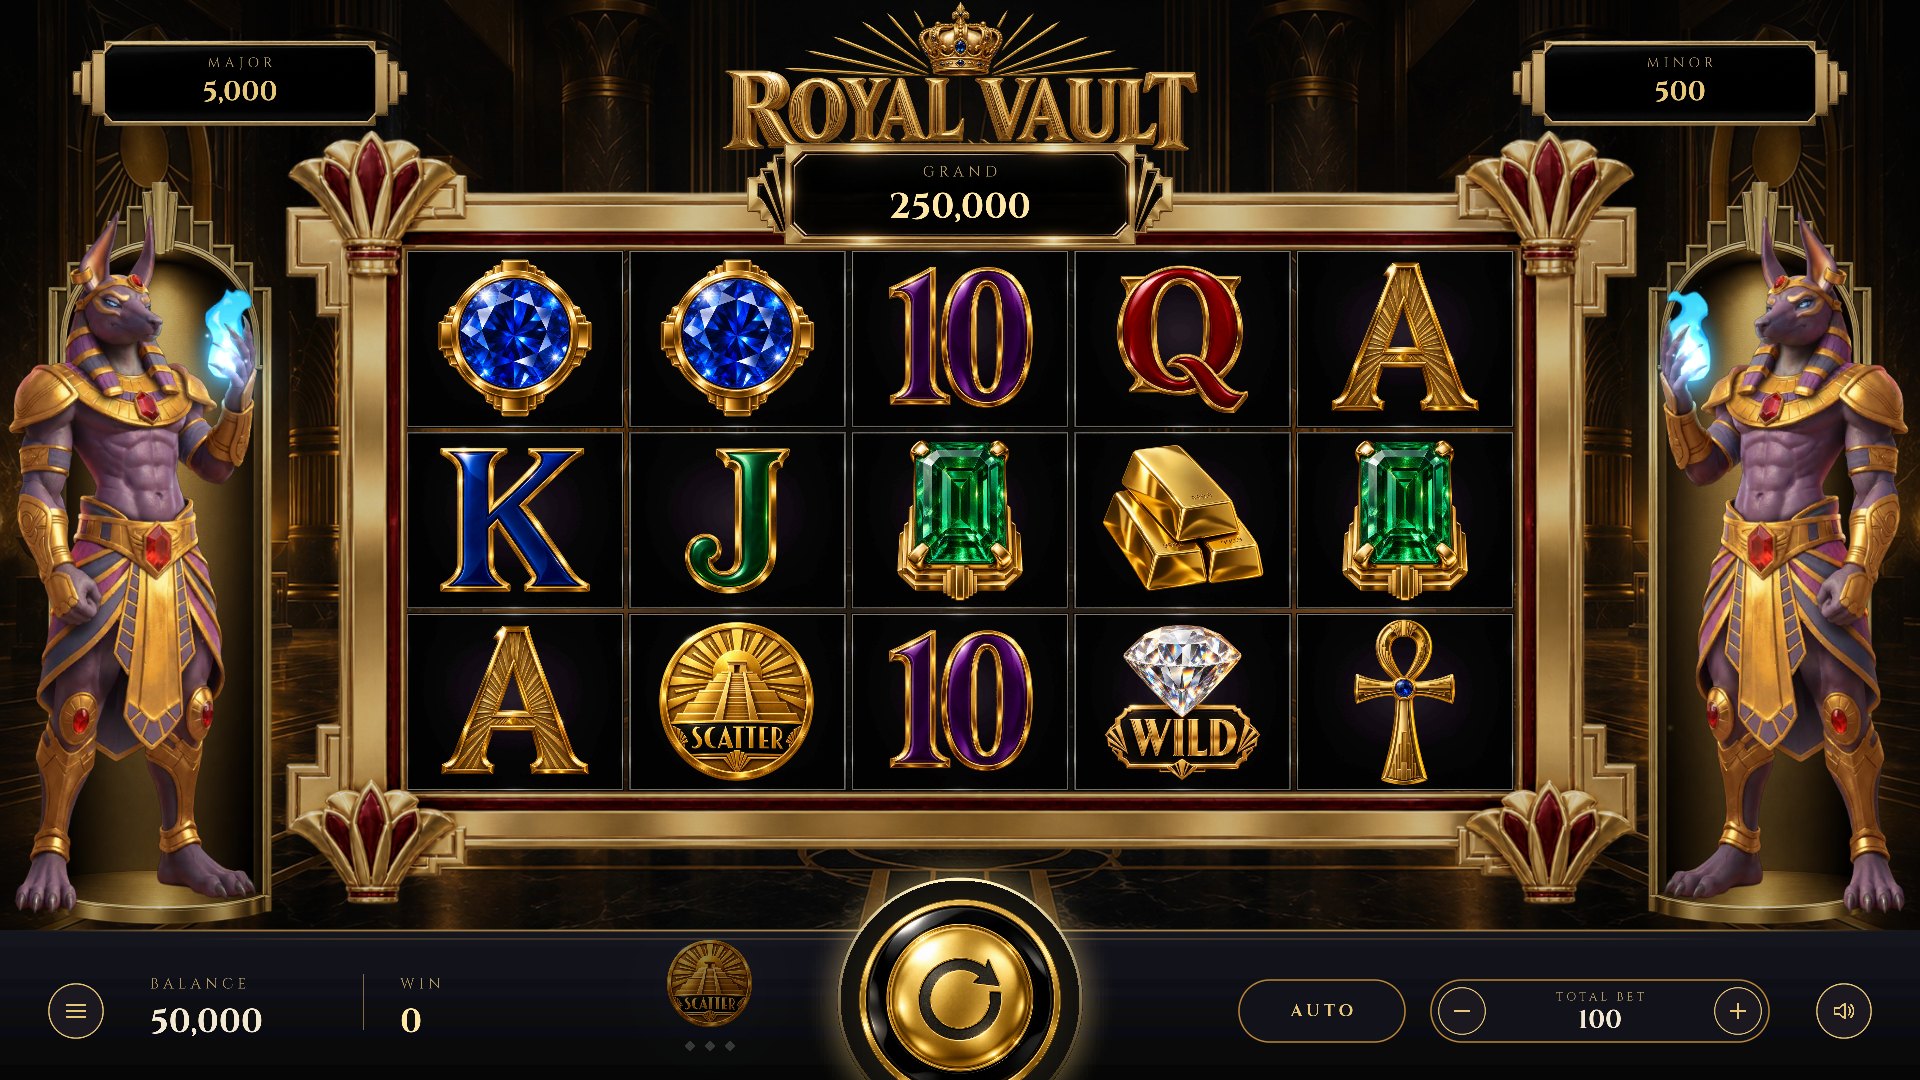 MAJOR
5,000
ROYAL VAULT
MINOR
500
GRAND
250,000
10
Q
A
K
J
A
SCATTER
10
WILD
BALANCE
50,000
WIN
0
SCATTER
AUTO
TOTAL BET
100